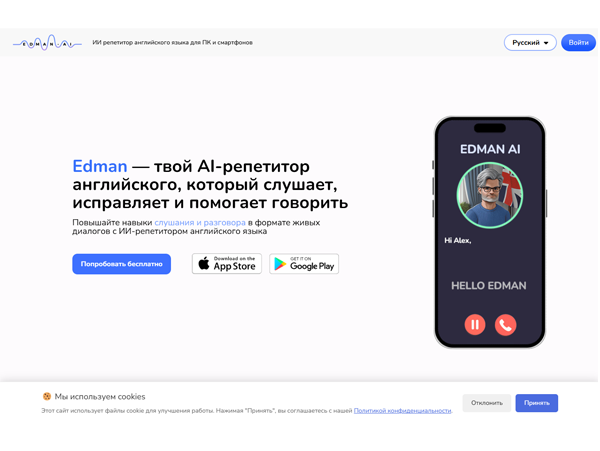 EDMAN AI
ИИ репетитор английского языка для ПК и смартфонов
Русский
Войти
Edman — твой AI-репетитор
английского, который слушает,
исправляет и помогает говорить
Повышайте навыки слушания и разговора в формате живых
диалогов с ИИ-репетитором английского языка
Попробовать бесплатно
Download on the
App Store
GET IT ON
Google Play
EDMAN AI
Hi Alex,
HELLO EDMAN
Мы используем cookies
Этот сайт использует файлы cookie для улучшения работы. Нажимая "Принять", вы соглашаетесь с нашей Политикой конфиденциальности.
Отклонить
Принять